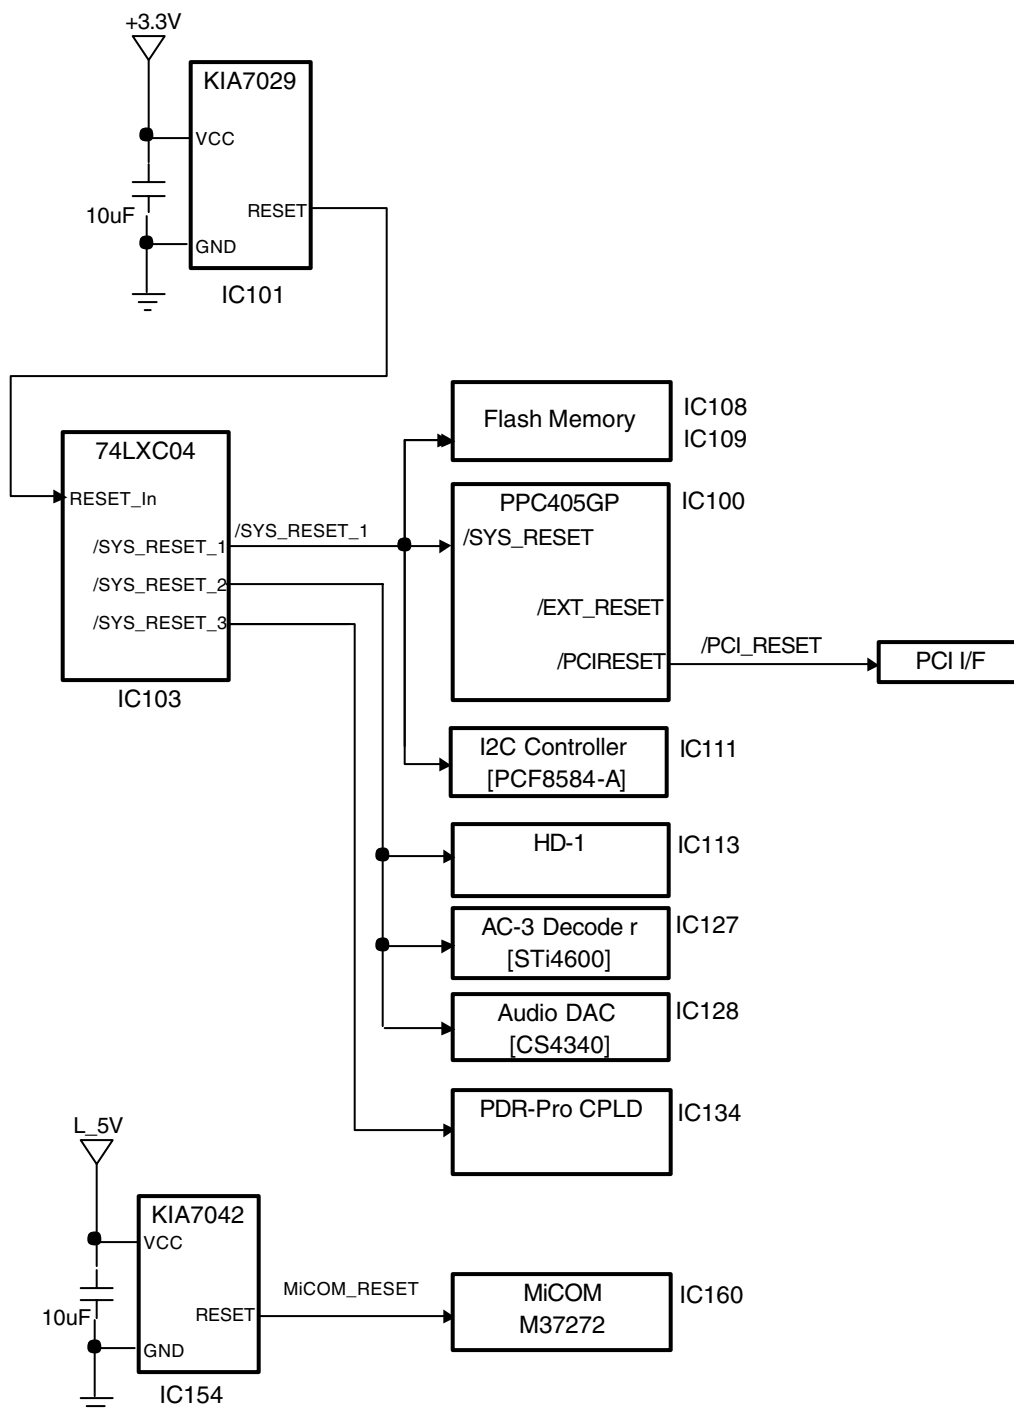 +3.3V
KIA7029
VCC
10uF
RESET
GND
IC101
74LXC04
RESET_In
/SYS_RESET_1
/SYS_RESET_2
/SYS_RESET_3
IC103
/SYS_RESET_1
Flash Memory
IC108
IC109
PPC405GP
IC100
/SYS_RESET
/EXT_RESET
/PCIRESET
/PCI_RESET
PCI I/F
I2C Controller
[PCF8584-A]
IC111
HD-1
IC113
AC-3 Decode r
[STi4600]
IC127
Audio DAC
[CS4340]
IC128
PDR-Pro CPLD
IC134
L_5V
KIA7042
VCC
10uF
RESET
GND
IC154
MiCOM_RESET
MiCOM
M37272
IC160